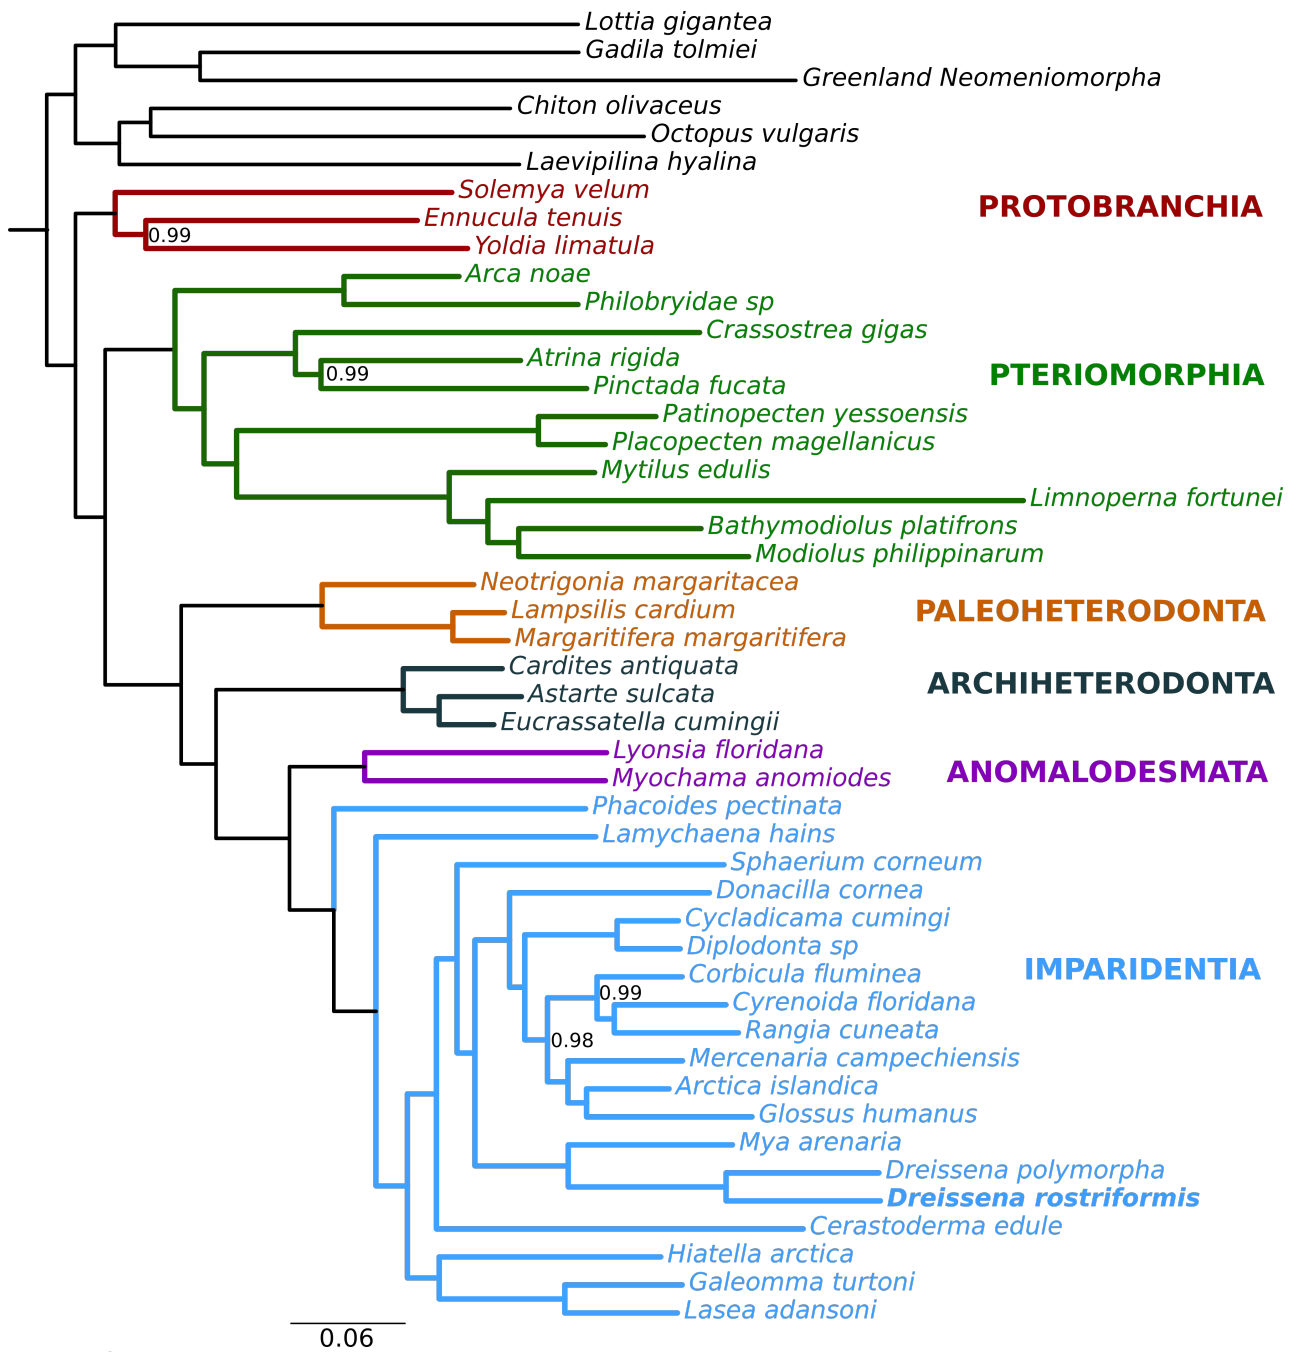 Lottia gigantea
Gadila tolmiei
Greenland Neomeniomorpha
Chiton olivaceus
Octopus vulgaris
Laevipilina hyalina
Solemya velum
PROTOBRANCHIA
Ennucula tenuis
0.99
Yoldia limatula
Arca noae
Philobryidae sp
Crassostrea gigas
Atrina rigida
0.99
PTERIOMORPHIA
Pinctada fucata
Patinopecten yessoensis
Placopecten magellanicus
Mytilus edulis
Limnoperna fortunei
Bathymodiolus platifrons
Modiolus philippinarum
Neotrigonia margaritacea
Lampsilis cardium
PALEOHETERODONTA
Margaritifera margaritifera
Cardites antiquata
ARCHIHETERODONTA
Astarte sulcata
Eucrassatella cumingii
Lyonsia floridana
ANOMALODESMATA
Myochama anomiodes
Phacoides pectinata
Lamychaena hains
Sphaerium corneum
Donacilla cornea
Cycladicama cumingi
Diplodonta sp
IMPARIDENTIA
Corbicula fluminea
0.99
Cyrenoida floridana
Rangia cuneata
0.98
Mercenaria campechiensis
Arctica islandica
Glossus humanus
Mya arenaria
Dreissena polymorpha
Dreissena rostriformis
Cerastoderma edule
Hiatella arctica
Galeomma turtoni
Lasea adansoni
0.06